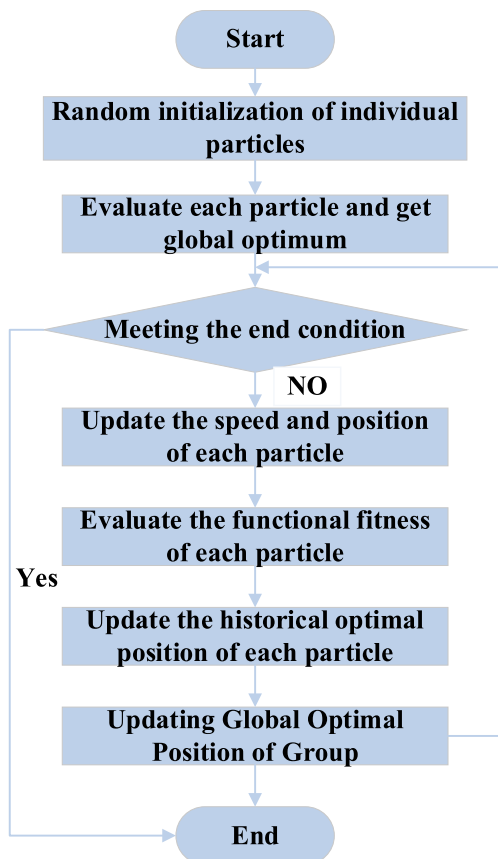 Start
Random initialization of individual
particles
Evaluate each particle and get
global optimum
Meeting the end condition
NO
Update the speed and position
of each particle
Evaluate the functional fitness
of each particle
Yes
Update the historical optimal
position of each particle
Updating Global Optimal
Position of Group
End